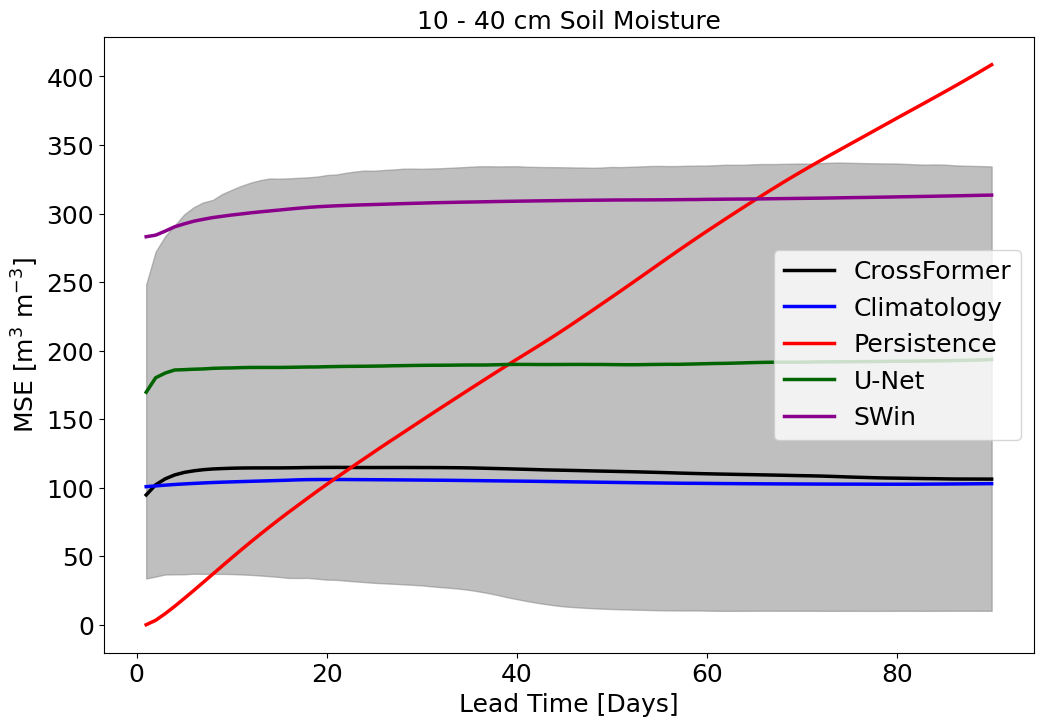 10 - 40 cm Soil Moisture
MSE [m³ m⁻³]
400
350
300
250
200
150
100
50
0
CrossFormer
Climatology
Persistence
U-Net
SWin
0 20 40 60 80
Lead Time [Days]